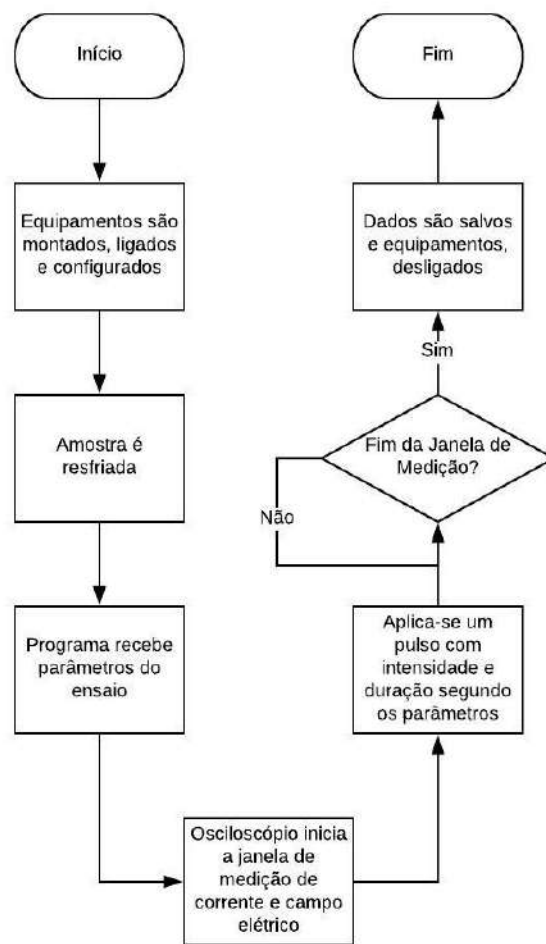 Início
Equipamentos são
montados, ligados
e configurados
Amostra é
resfriada
Programa recebe
parâmetros do
ensaio
Osciloscópio inicia
a janela de
medição de
corrente e campo
elétrico
Aplica-se um
pulso com
intensidade e
duração segundo
os parâmetros
Fim da Janela de
Medição?
Não
Sim
Dados são salvos
e equipamentos,
desligados
Fim